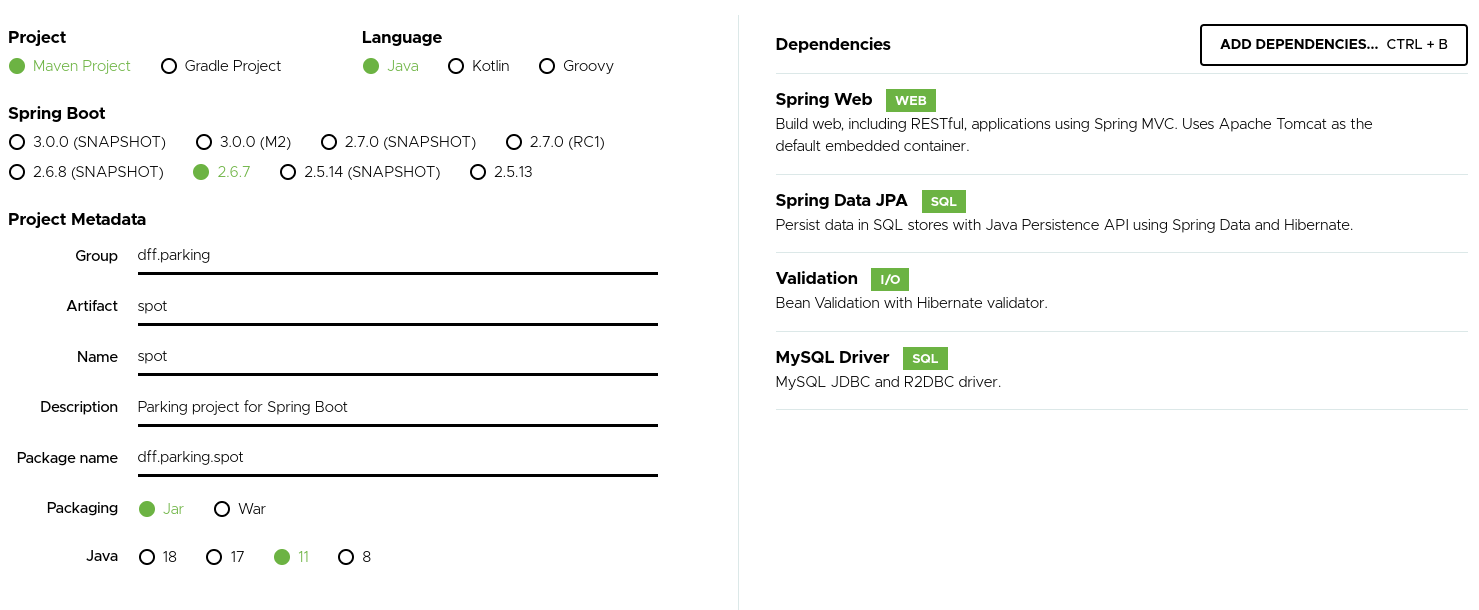 Project
Maven Project Gradle Project
Language
Java Kotlin Groovy
Spring Boot
3.0.0 (SNAPSHOT) 3.0.0 (M2) 2.7.0 (SNAPSHOT) 2.7.0 (RC1)
2.6.8 (SNAPSHOT) 2.6.7 2.5.14 (SNAPSHOT) 2.5.13
Project Metadata
Group dff.parking
Artifact spot
Name spot
Description Parking project for Spring Boot
Package name dff.parking.spot
Packaging Jar War
Java 18 17 11 8
Dependencies ADD DEPENDENCIES... CTRL + B
Spring Web WEB
Build web, including RESTful, applications using Spring MVC. Uses Apache Tomcat as the
default embedded container.
Spring Data JPA SQL
Persist data in SQL stores with Java Persistence API using Spring Data and Hibernate.
Validation I/O
Bean Validation with Hibernate validator.
MySQL Driver SQL
MySQL JDBC and R2DBC driver.